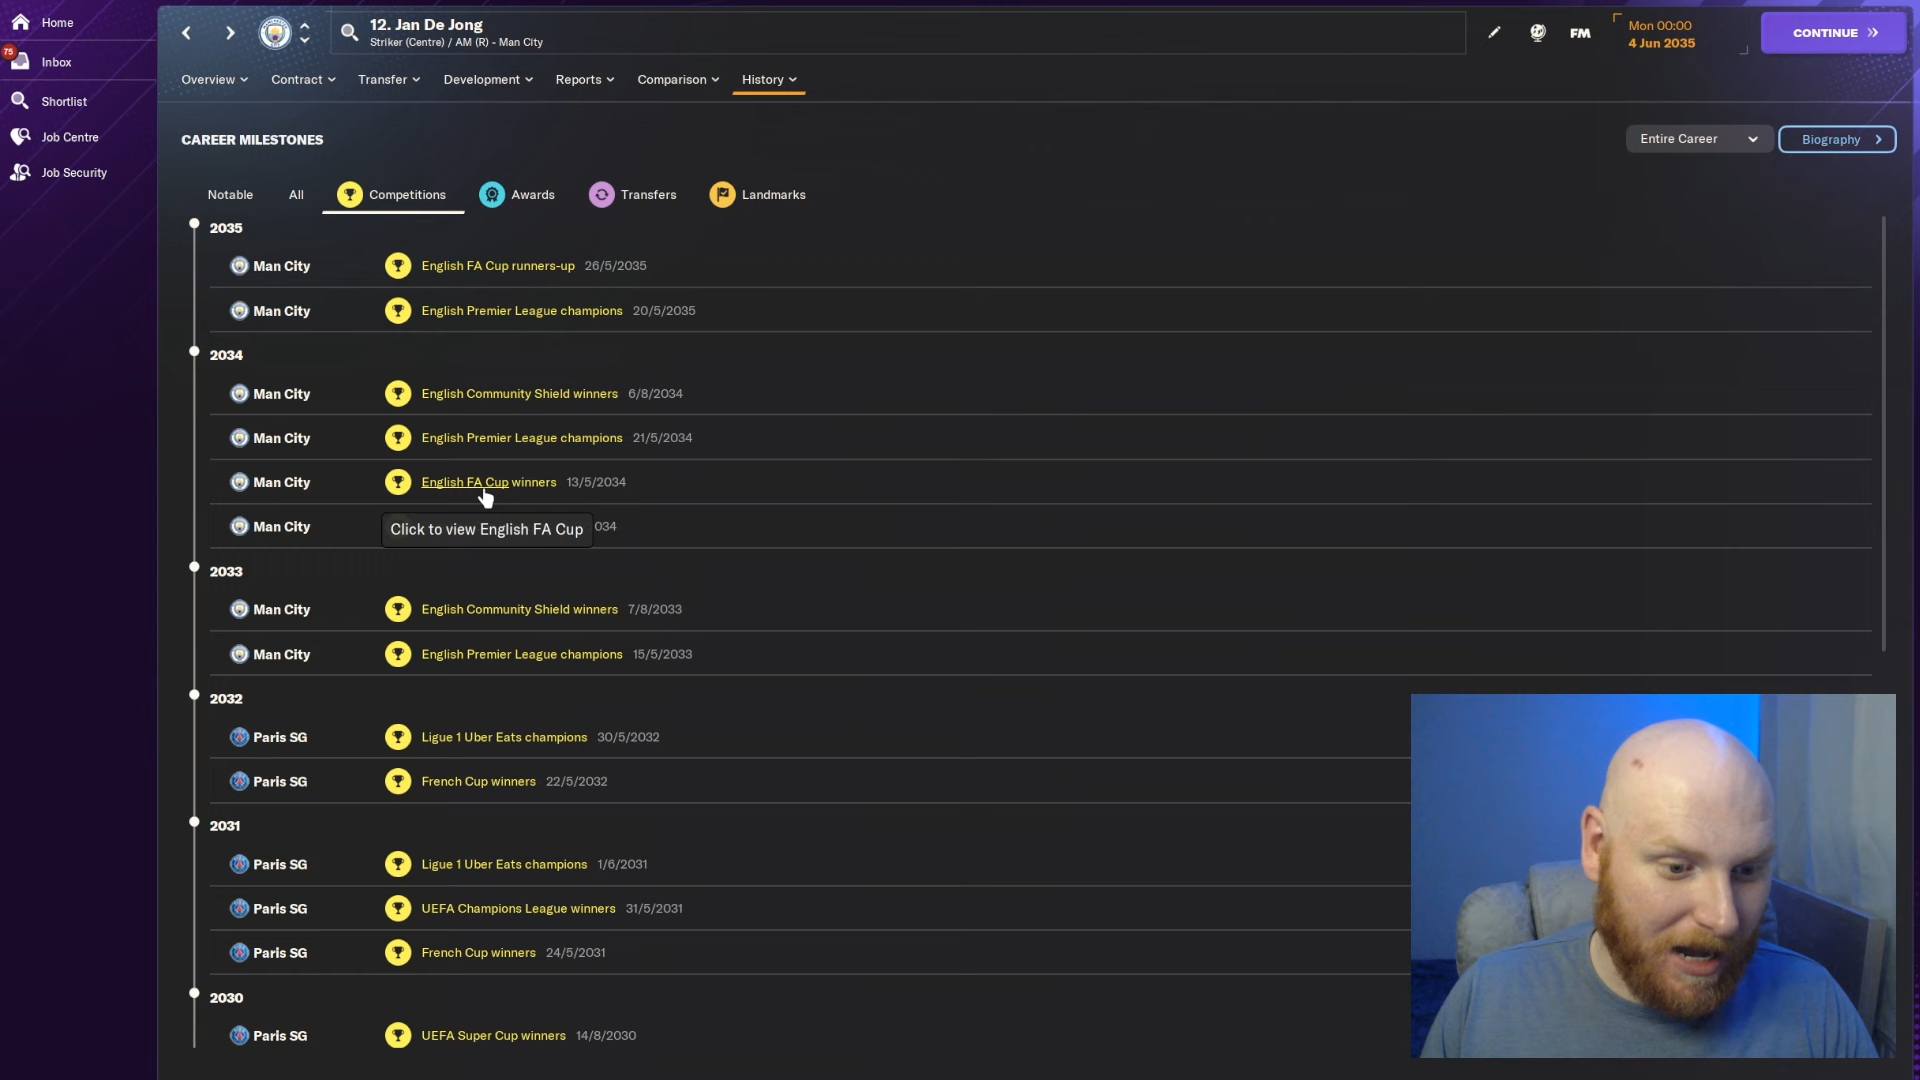 Home
75
Inbox
Shortlist
Job Centre
Job Security
12. Jan De Jong
Striker (Centre) / AM (R) - Man City
FM
Mon 00:00
4 Jun 2035
CONTINUE
Overview
Contract
Transfer
Development
Reports
Comparison
History
CAREER MILESTONES
Entire Career
Biography
Notable
All
Competitions
Awards
Transfers
Landmarks
2035
Man City English FA Cup runners-up 26/5/2035
Man City English Premier League champions 20/5/2035
2034
Man City English Community Shield winners 6/8/2034
Man City English Premier League champions 21/5/2034
Man City English FA Cup winners 13/5/2034
Man City 034
Click to view English FA Cup
2033
Man City English Community Shield winners 7/8/2033
Man City English Premier League champions 15/5/2033
2032
Paris SG Ligue 1 Uber Eats champions 30/5/2032
Paris SG French Cup winners 22/5/2032
2031
Paris SG Ligue 1 Uber Eats champions 1/6/2031
Paris SG UEFA Champions League winners 31/5/2031
Paris SG French Cup winners 24/5/2031
2030
Paris SG UEFA Super Cup winners 14/8/2030